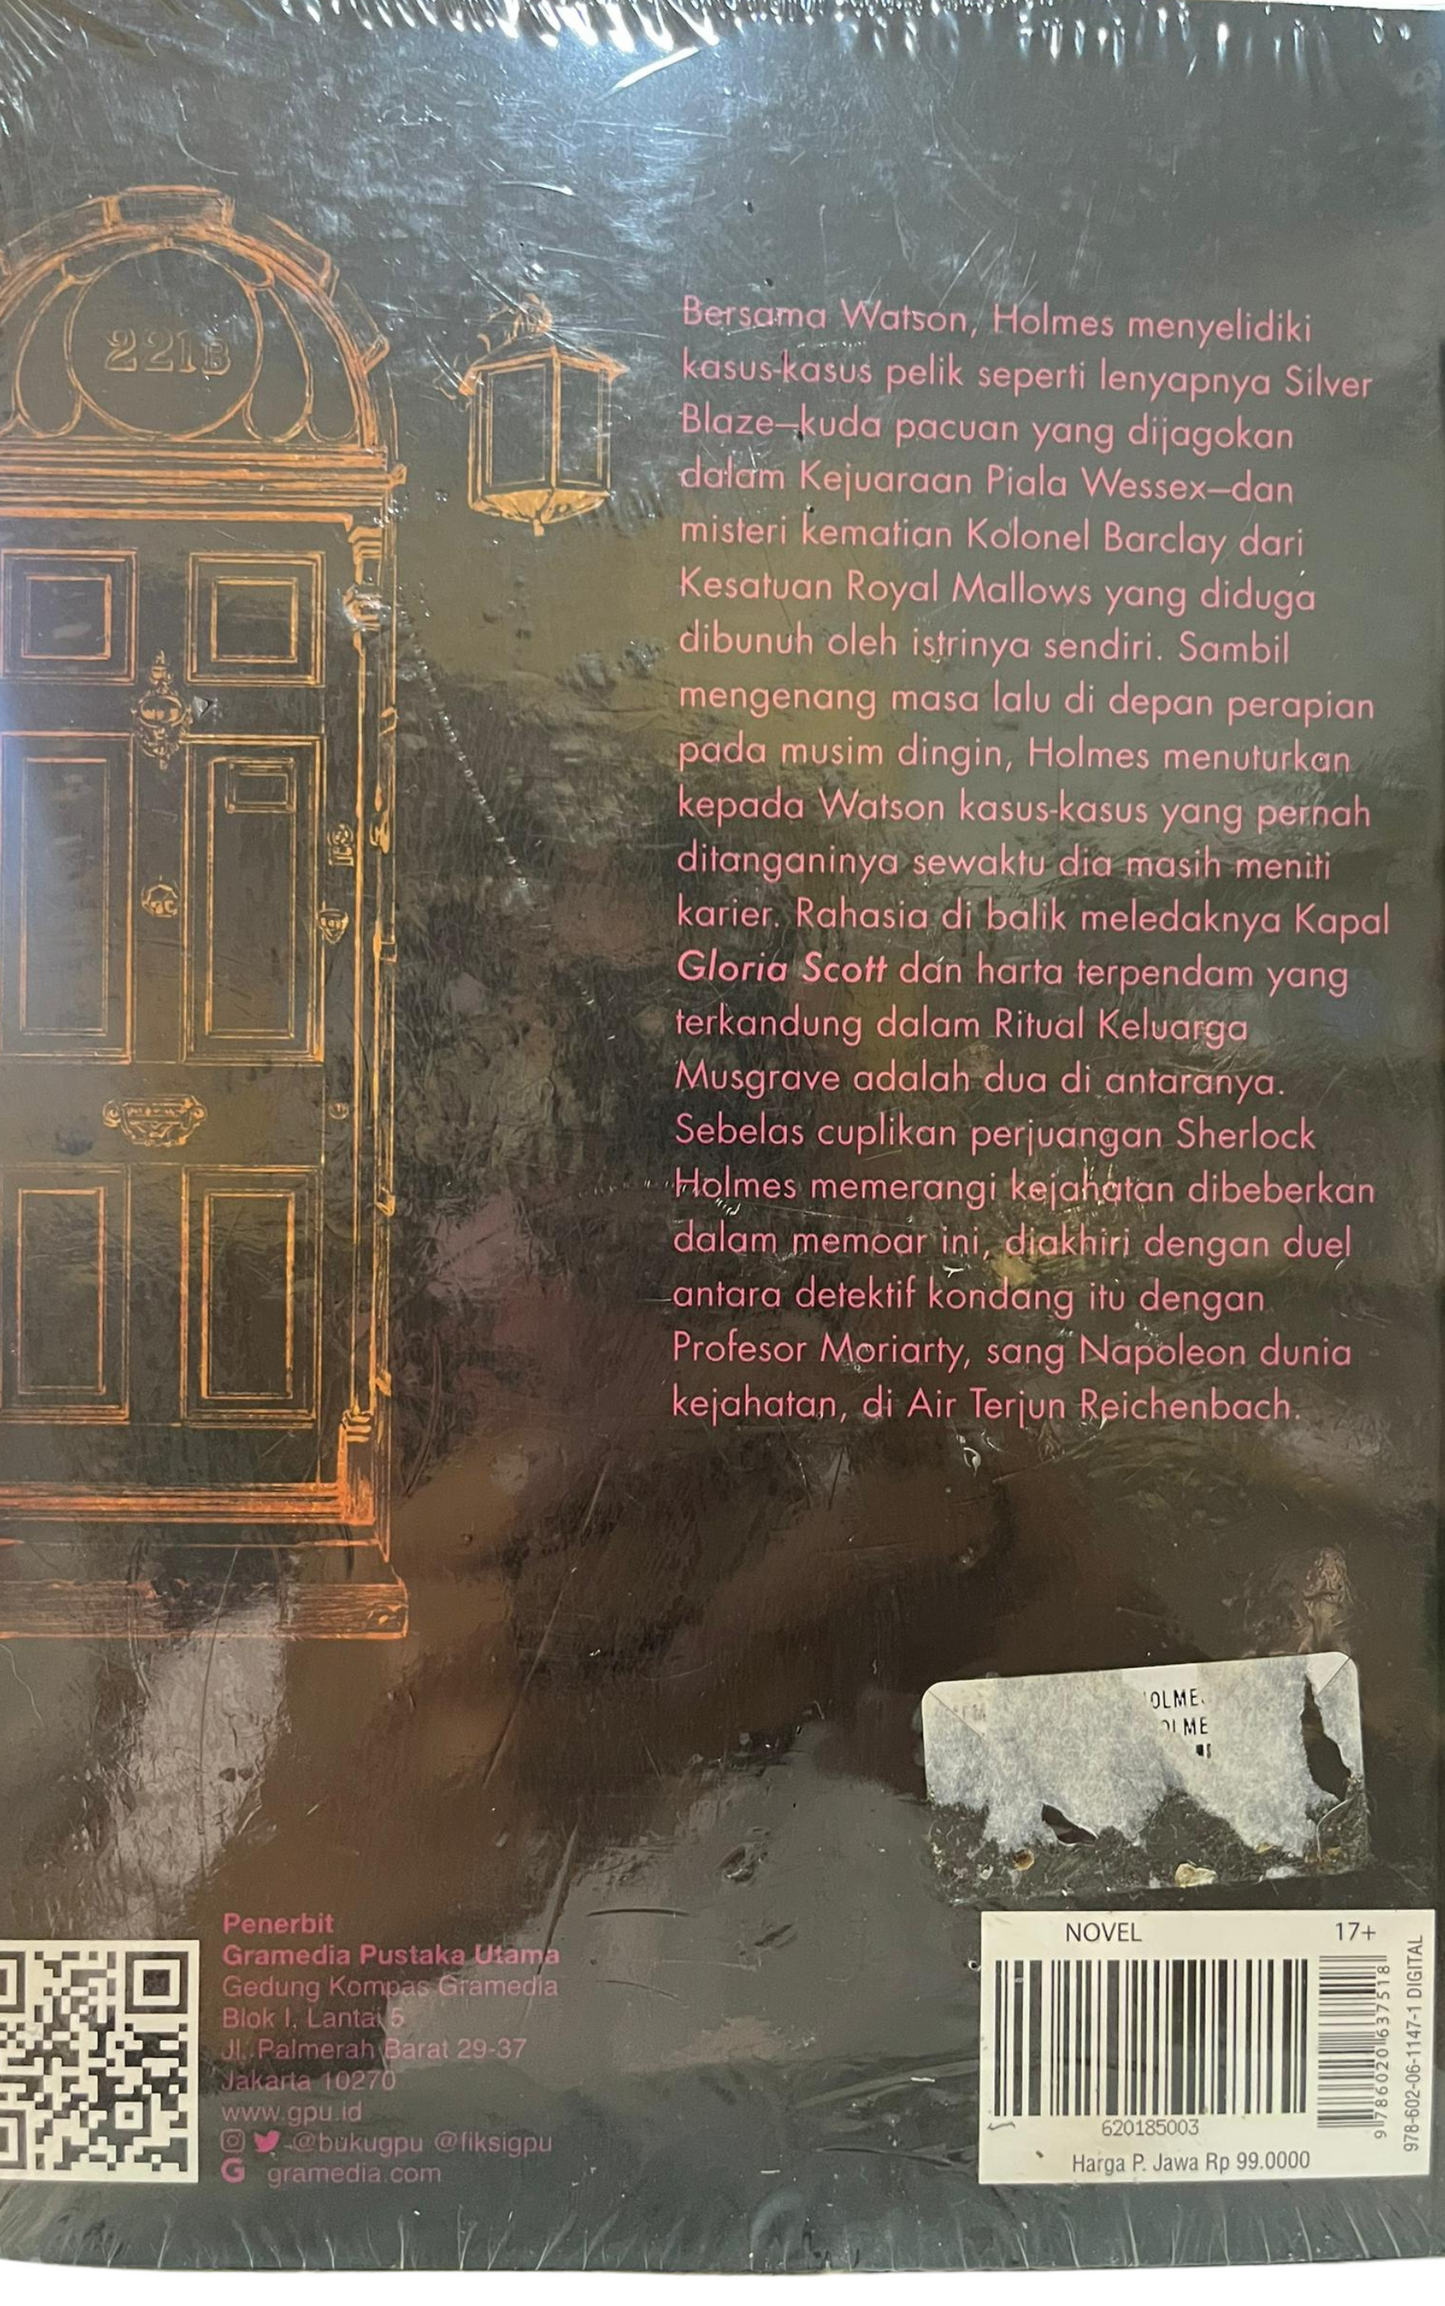 221B
Bersama Watson, Holmes menyelidiki
kasus-kasus pelik seperti lenyapnya Silver
Blaze—kuda pacuan yang dijagokan
dalam Kejuaraan Piala Wessex—dan
misteri kematian Kolonel Barclay dari
Kesatuan Royal Mallows yang diduga
dibunuh oleh istrinya sendiri. Sambil
mengenang masa lalu di depan perapian
pada musim dingin, Holmes menuturkan
kepada Watson kasus-kasus yang pernah
ditanganinya sewaktu dia masih meniti
karier. Rahasia di balik meledaknya Kapal
Gloria Scott dan harta terpendam yang
terkandung dalam Ritual Keluarga
Musgrave adalah dua di antaranya.
Sebelas cuplikan perjuangan Sherlock
Holmes memerangi kejahatan dibeberkan
dalam memoar ini, diakhiri dengan duel
antara detektif kondang itu dengan
Profesor Moriarty, sang Napoleon dunia
kejahatan, di Air Terjun Reichenbach.
OLME
OLME
Penerbit
Gramedia Pustaka Utama
Gedung Kompas Gramedia
Blok I, Lantai 5
Jl. Palmerah Barat 29-37
Jakarta 10270
www.gpu.id
@bukugpu @fiksigpu
G gramedia.com
NOVEL 17+
620185003
Harga P. Jawa Rp 99.0000
9786020637518
978-602-06-1147-1 DIGITAL